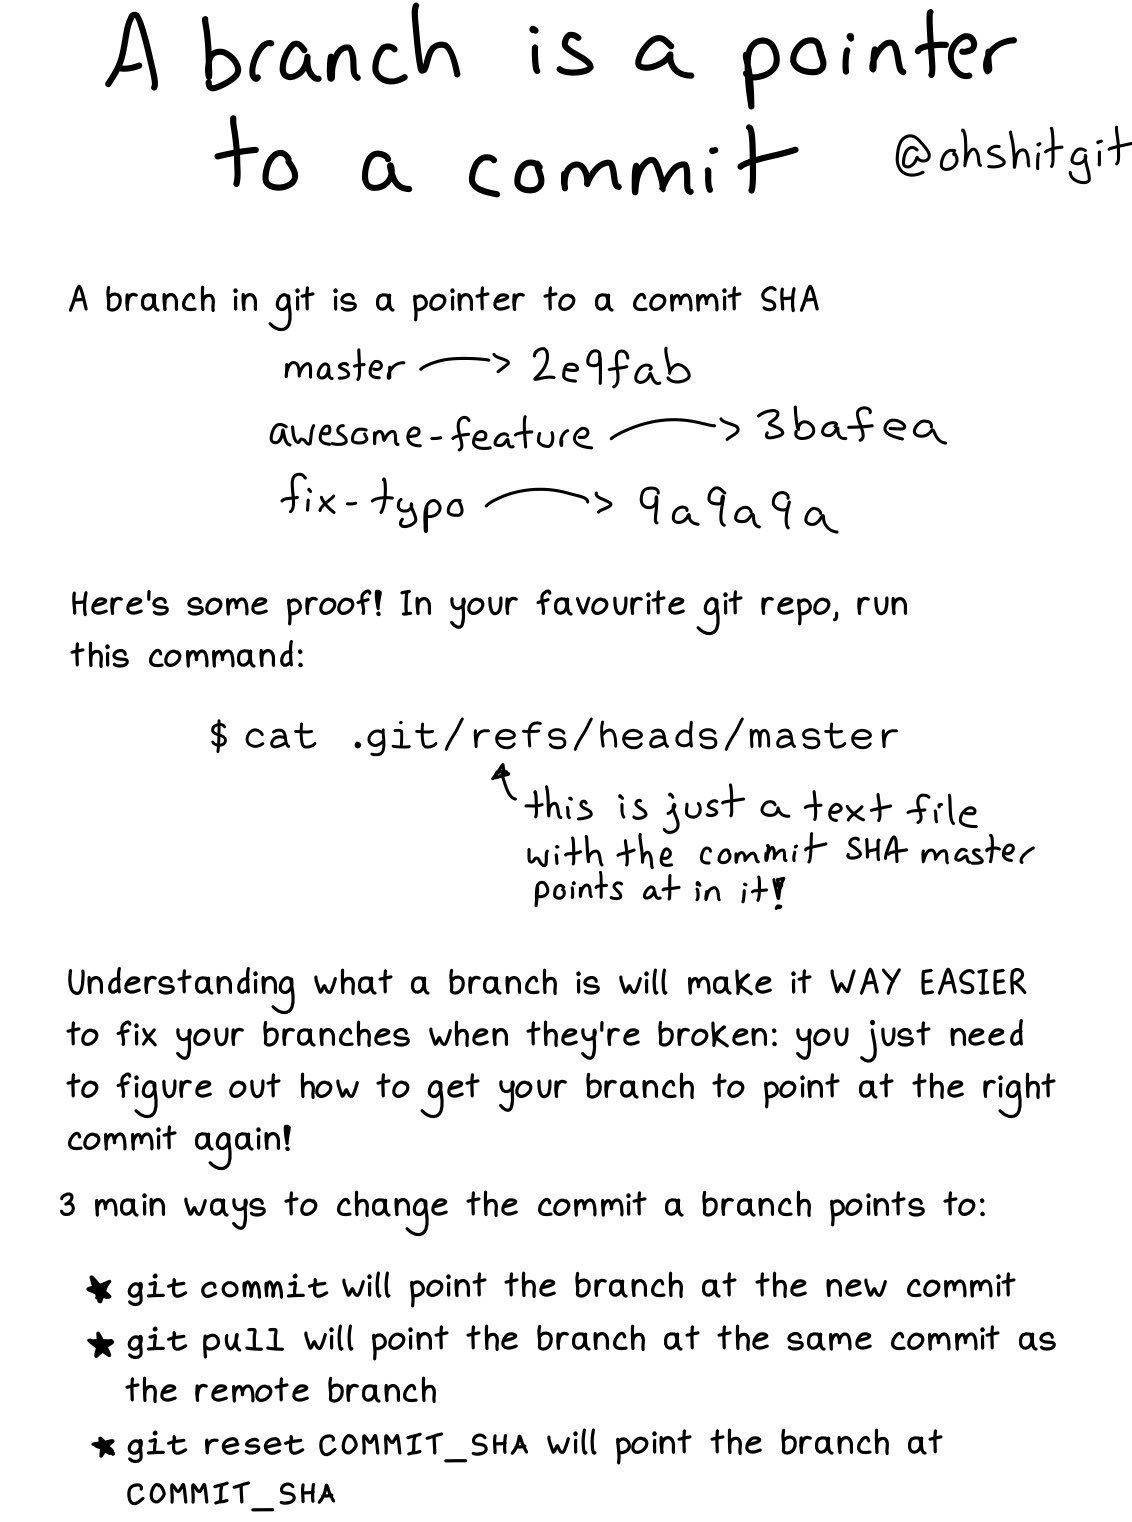 A branch is a pointer
to a commit @ohshitgit
A branch in git is a pointer to a commit SHA
master → 2e9fab
awesome-feature → 3bafea
fix-typo → 9a9a9a
Here's some proof! In your favourite git repo, run
this command:
$ cat .git/refs/heads/master
this is just a text file
with the commit SHA master
points at in it!
Understanding what a branch is will make it WAY EASIER
to fix your branches when they're broken: you just need
to figure out how to get your branch to point at the right
commit again!
3 main ways to change the commit a branch points to:
★ git commit will point the branch at the new commit
★ git pull will point the branch at the same commit as
the remote branch
★ git reset COMMIT_SHA will point the branch at
COMMIT_SHA